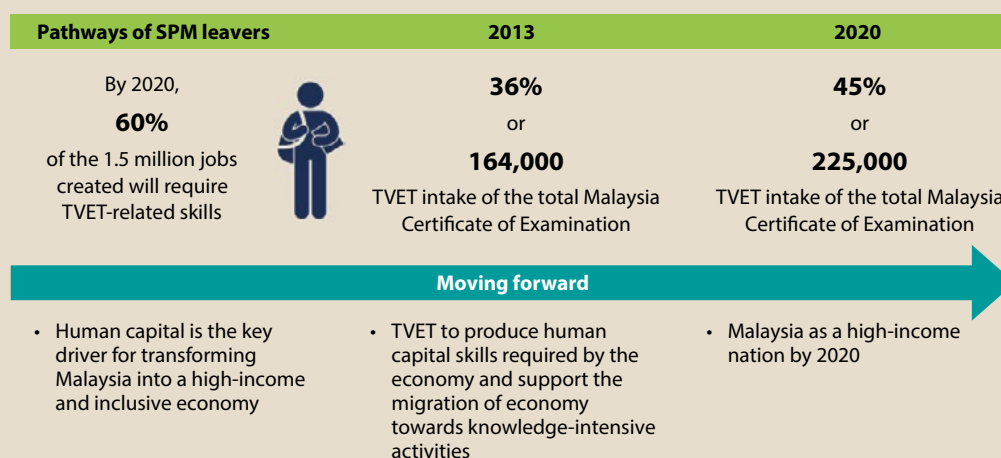 Pathways of SPM leavers
2013
2020
By 2020,
60%
of the 1.5 million jobs
created will require
TVET-related skills
36%
or
164,000
TVET intake of the total Malaysia
Certificate of Examination
45%
or
225,000
TVET intake of the total Malaysia
Certificate of Examination
Moving forward
• Human capital is the key
driver for transforming
Malaysia into a high-income
and inclusive economy
• TVET to produce human
capital skills required by the
economy and support the
migration of economy
towards knowledge-intensive
activities
• Malaysia as a high-income
nation by 2020